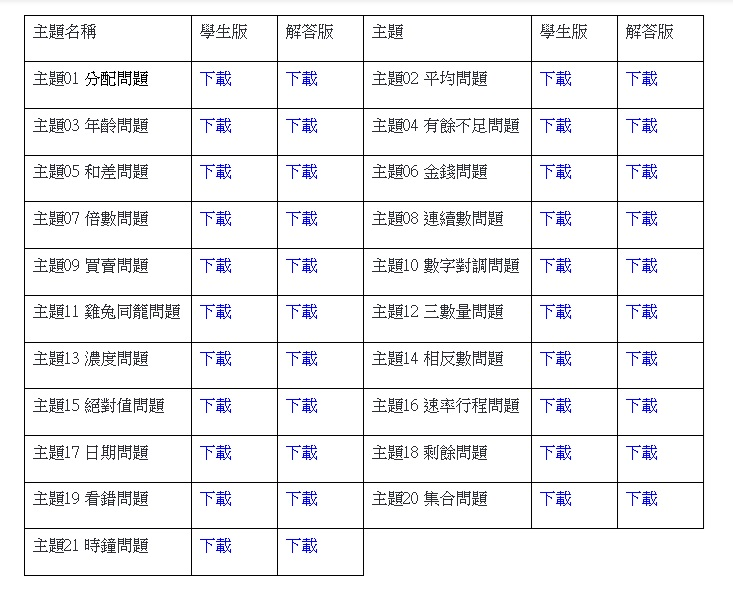 主題名稱 學生版 解答版 主題 學生版 解答版
主題01 分配問題 下載 下載 主題02 平均問題 下載 下載
主題03 年齡問題 下載 下載 主題04 有餘不足問題 下載 下載
主題05 和差問題 下載 下載 主題06 金錢問題 下載 下載
主題07 倍數問題 下載 下載 主題08 連續數問題 下載 下載
主題09 買賣問題 下載 下載 主題10 數字對調問題 下載 下載
主題11 雞兔同籠問題 下載 下載 主題12 三數量問題 下載 下載
主題13 濃度問題 下載 下載 主題14 相反數問題 下載 下載
主題15 絕對值問題 下載 下載 主題16 速率行程問題 下載 下載
主題17 日期問題 下載 下載 主題18 剩餘問題 下載 下載
主題19 看錯問題 下載 下載 主題20 集合問題 下載 下載
主題21 時鐘問題 下載 下載